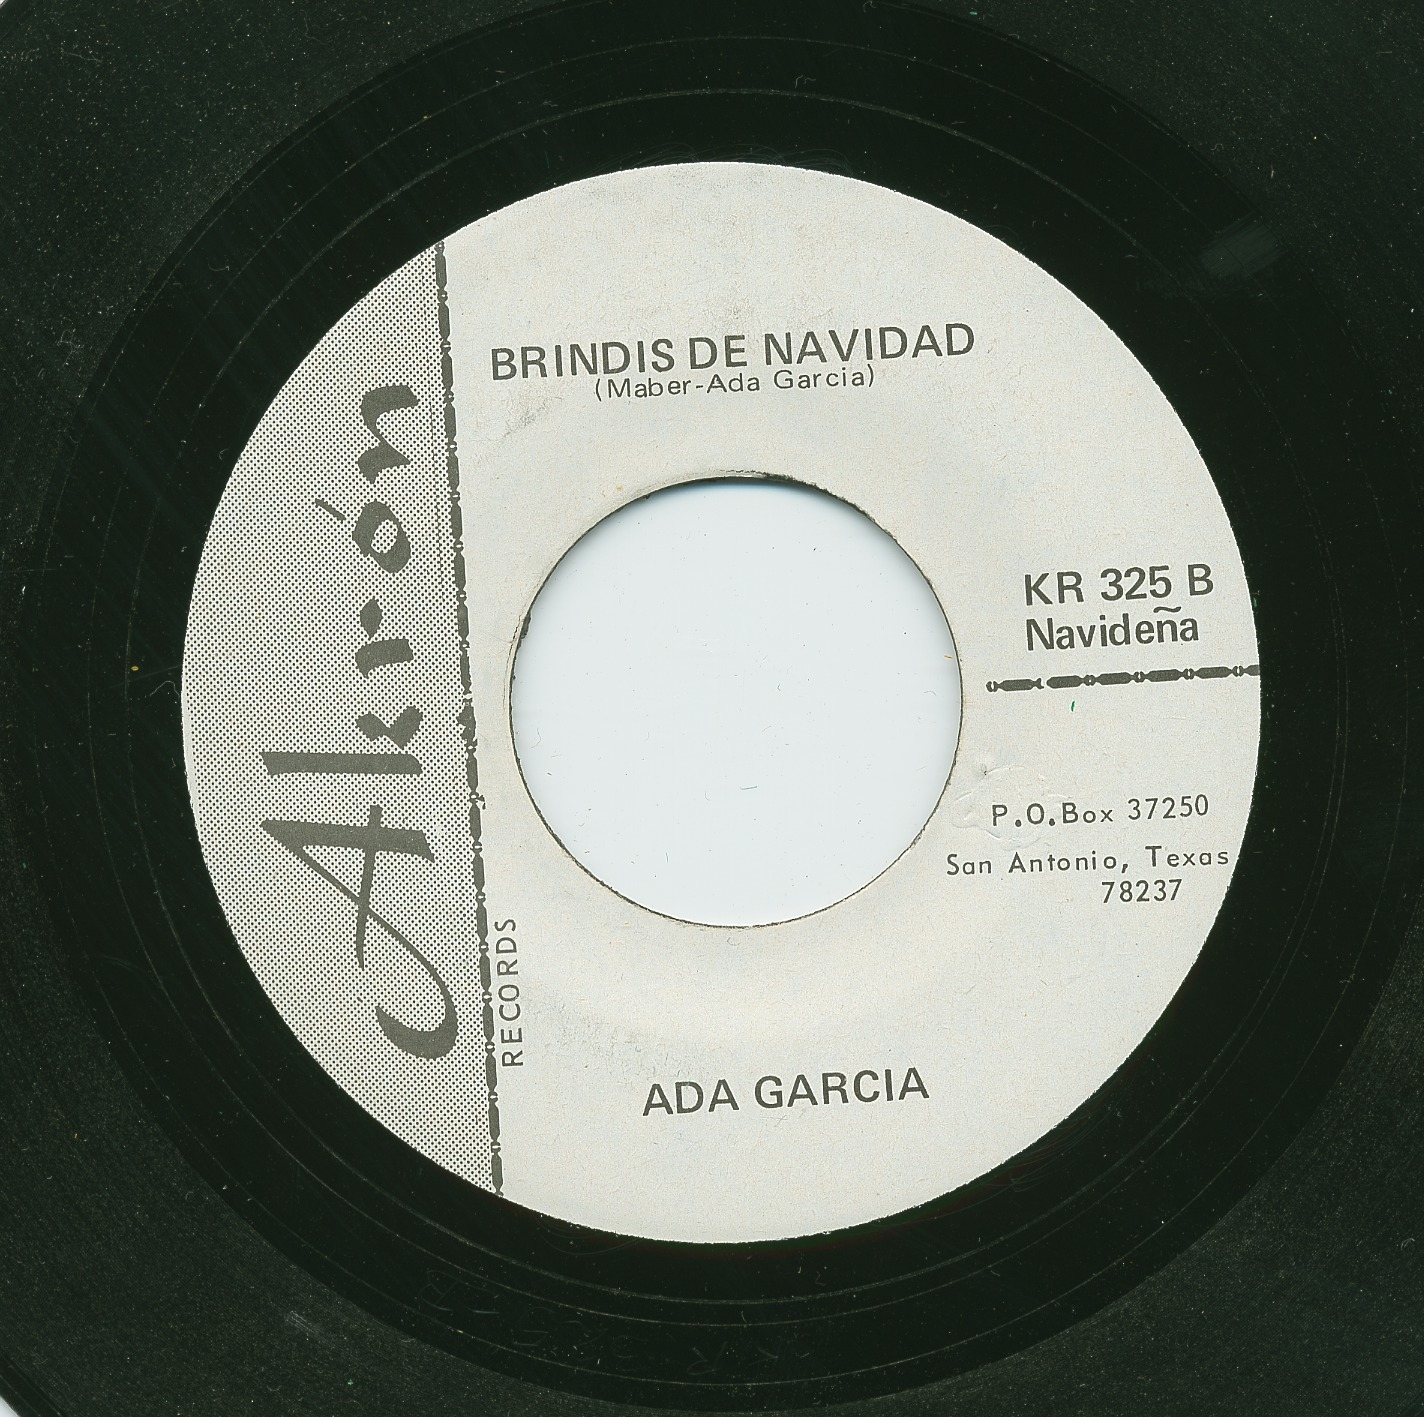 BRINDIS DE NAVIDAD
(Maber-Ada Garcia)
Akrón
RECORDS
KR 325 B
Navideña
P.O.Box 37250
San Antonio, Texas
78237
ADA GARCIA